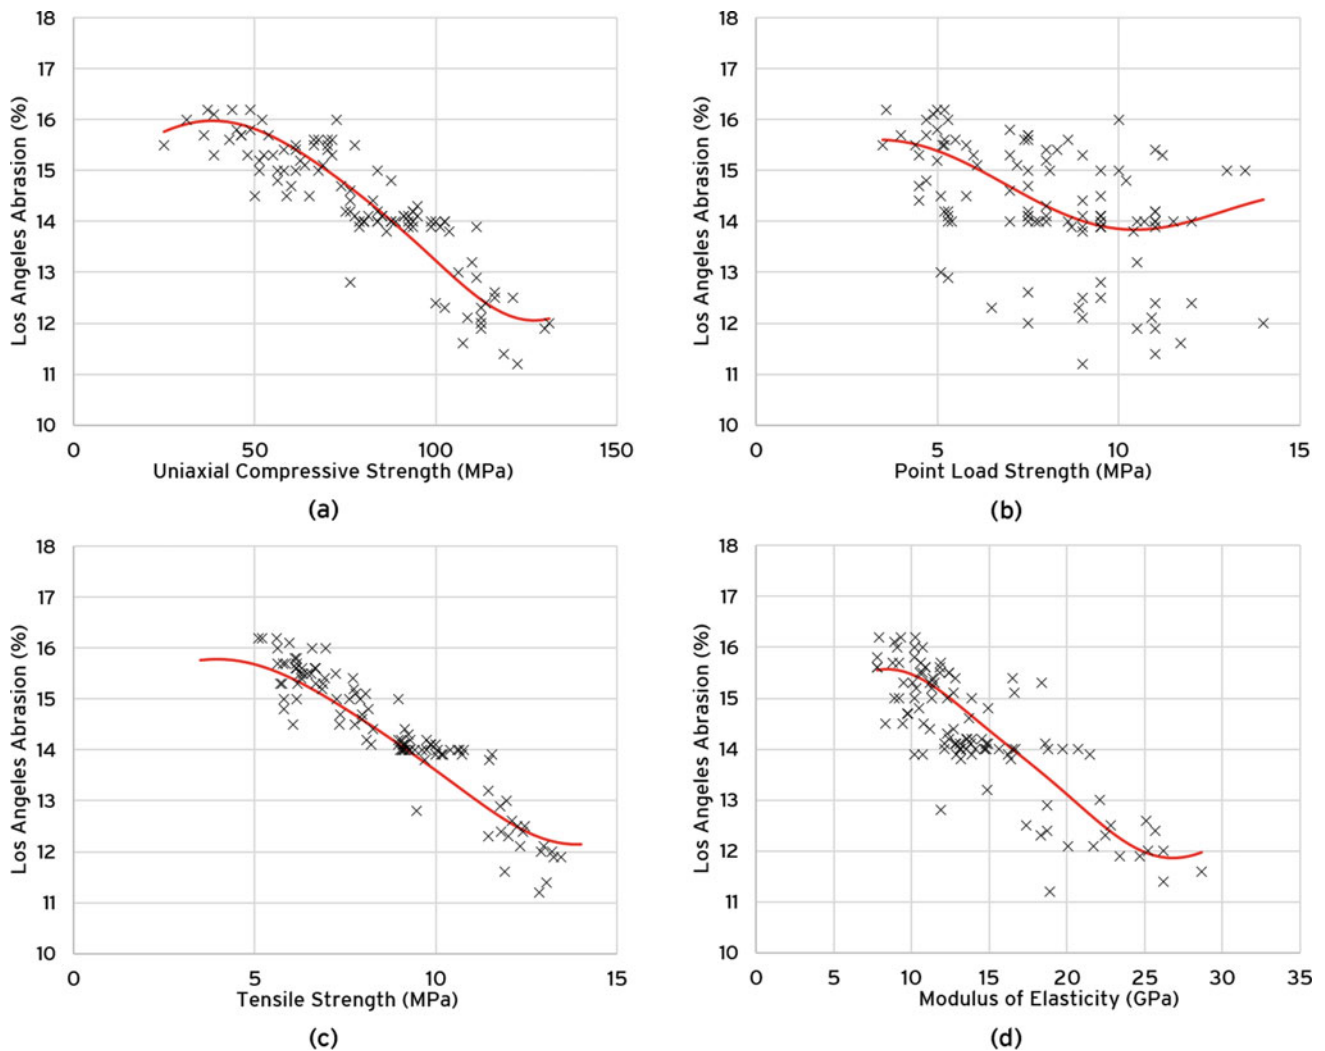 18
17
16
15
14
13
12
11
10
Los Angeles Abrasion (%)
0 50 100 150
Uniaxial Compressive Strength (MPa)
(a)
18
17
16
15
14
13
12
11
10
Los Angeles Abrasion (%)
0 5 10 15
Point Load Strength (MPa)
(b)
18
17
16
15
14
13
12
11
10
Los Angeles Abrasion (%)
0 5 10 15
Tensile Strength (MPa)
(c)
18
17
16
15
14
13
12
11
10
Los Angeles Abrasion (%)
0 5 10 15 20 25 30 35
Modulus of Elasticity (GPa)
(d)